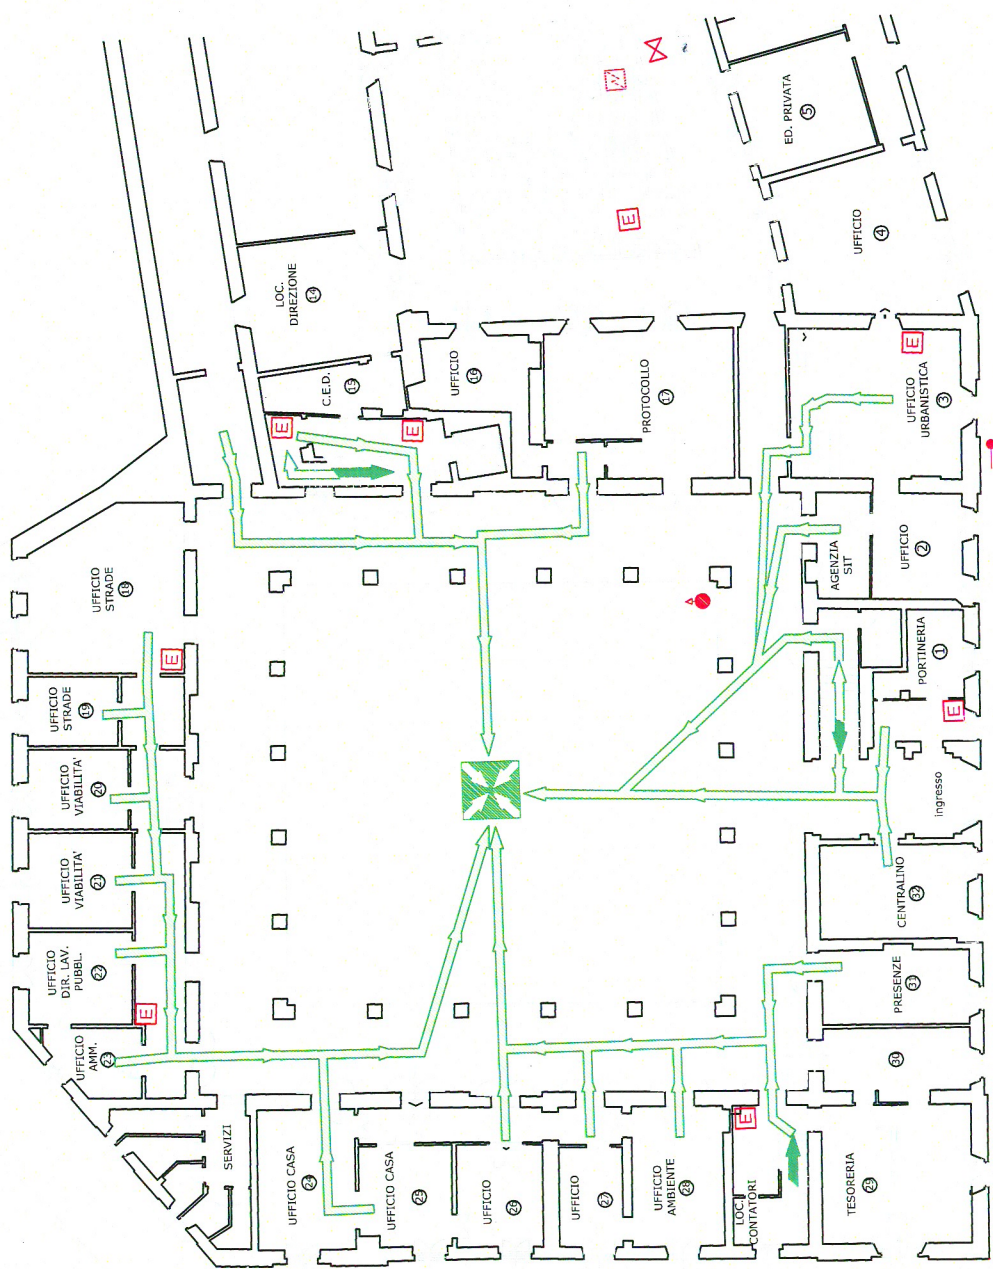 ED. PRIVATA
5
UFFICIO
4
LOC.
DIREZIONE
14
C.E.D.
15
UFFICIO
16
PROTOCOLLO
17
UFFICIO
URBANISTICA
3
UFFICIO
2
AGENZIA
SIT
PORTINERIA
1
ingresso
CENTRALINO
32
PRESENZE
31
30
TESORERIA
29
LOC.
CONTATORI
UFFICIO
AMBIENTE
28
UFFICIO
27
UFFICIO
26
UFFICIO CASA
25
UFFICIO CASA
24
SERVIZI
UFFICIO
AMM.
23
UFFICIO
DIR. LAV.
PUBBL.
22
UFFICIO
VIABILITA'
21
UFFICIO
VIABILITA'
20
UFFICIO
STRADE
19
UFFICIO
STRADE
18
E
E
E
E
E
E
E
E